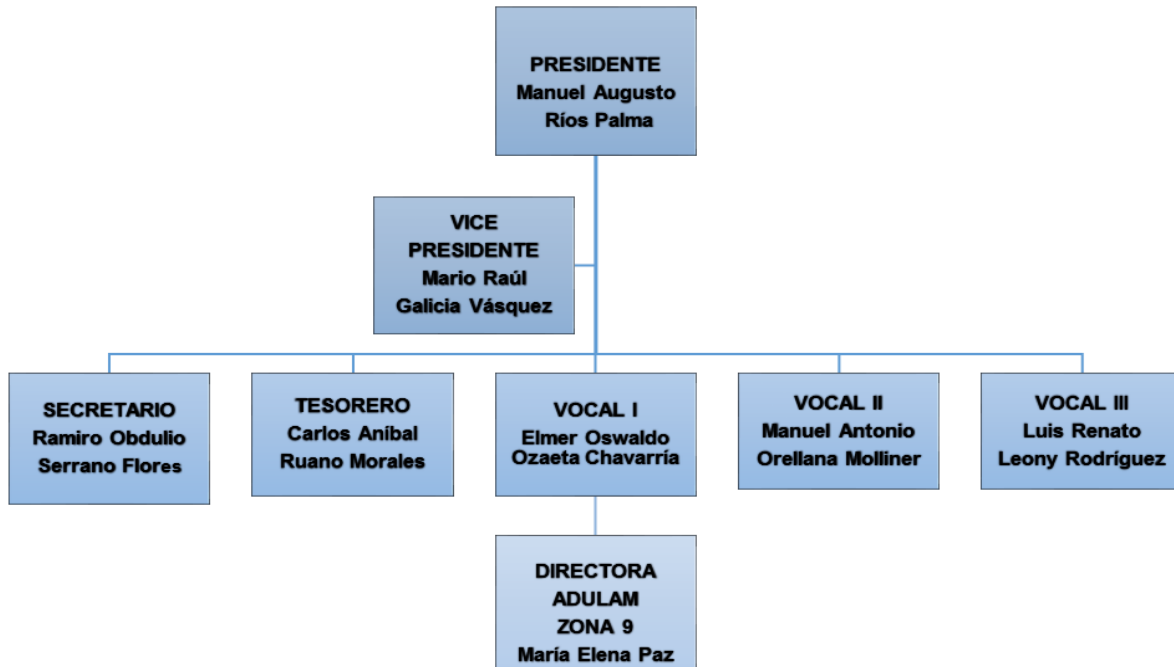 PRESIDENTE
Manuel Augusto
Ríos Palma
VICE
PRESIDENTE
Mario Raúl
Galicia Vásquez
SECRETARIO
Ramiro Obdulio
Serrano Flores
TESORERO
Carlos Aníbal
Ruano Morales
VOCAL I
Elmer Oswaldo
Ozaeta Chavarría
VOCAL II
Manuel Antonio
Orellana Molliner
VOCAL III
Luis Renato
Leony Rodríguez
DIRECTORA
ADULAM
ZONA 9
María Elena Paz